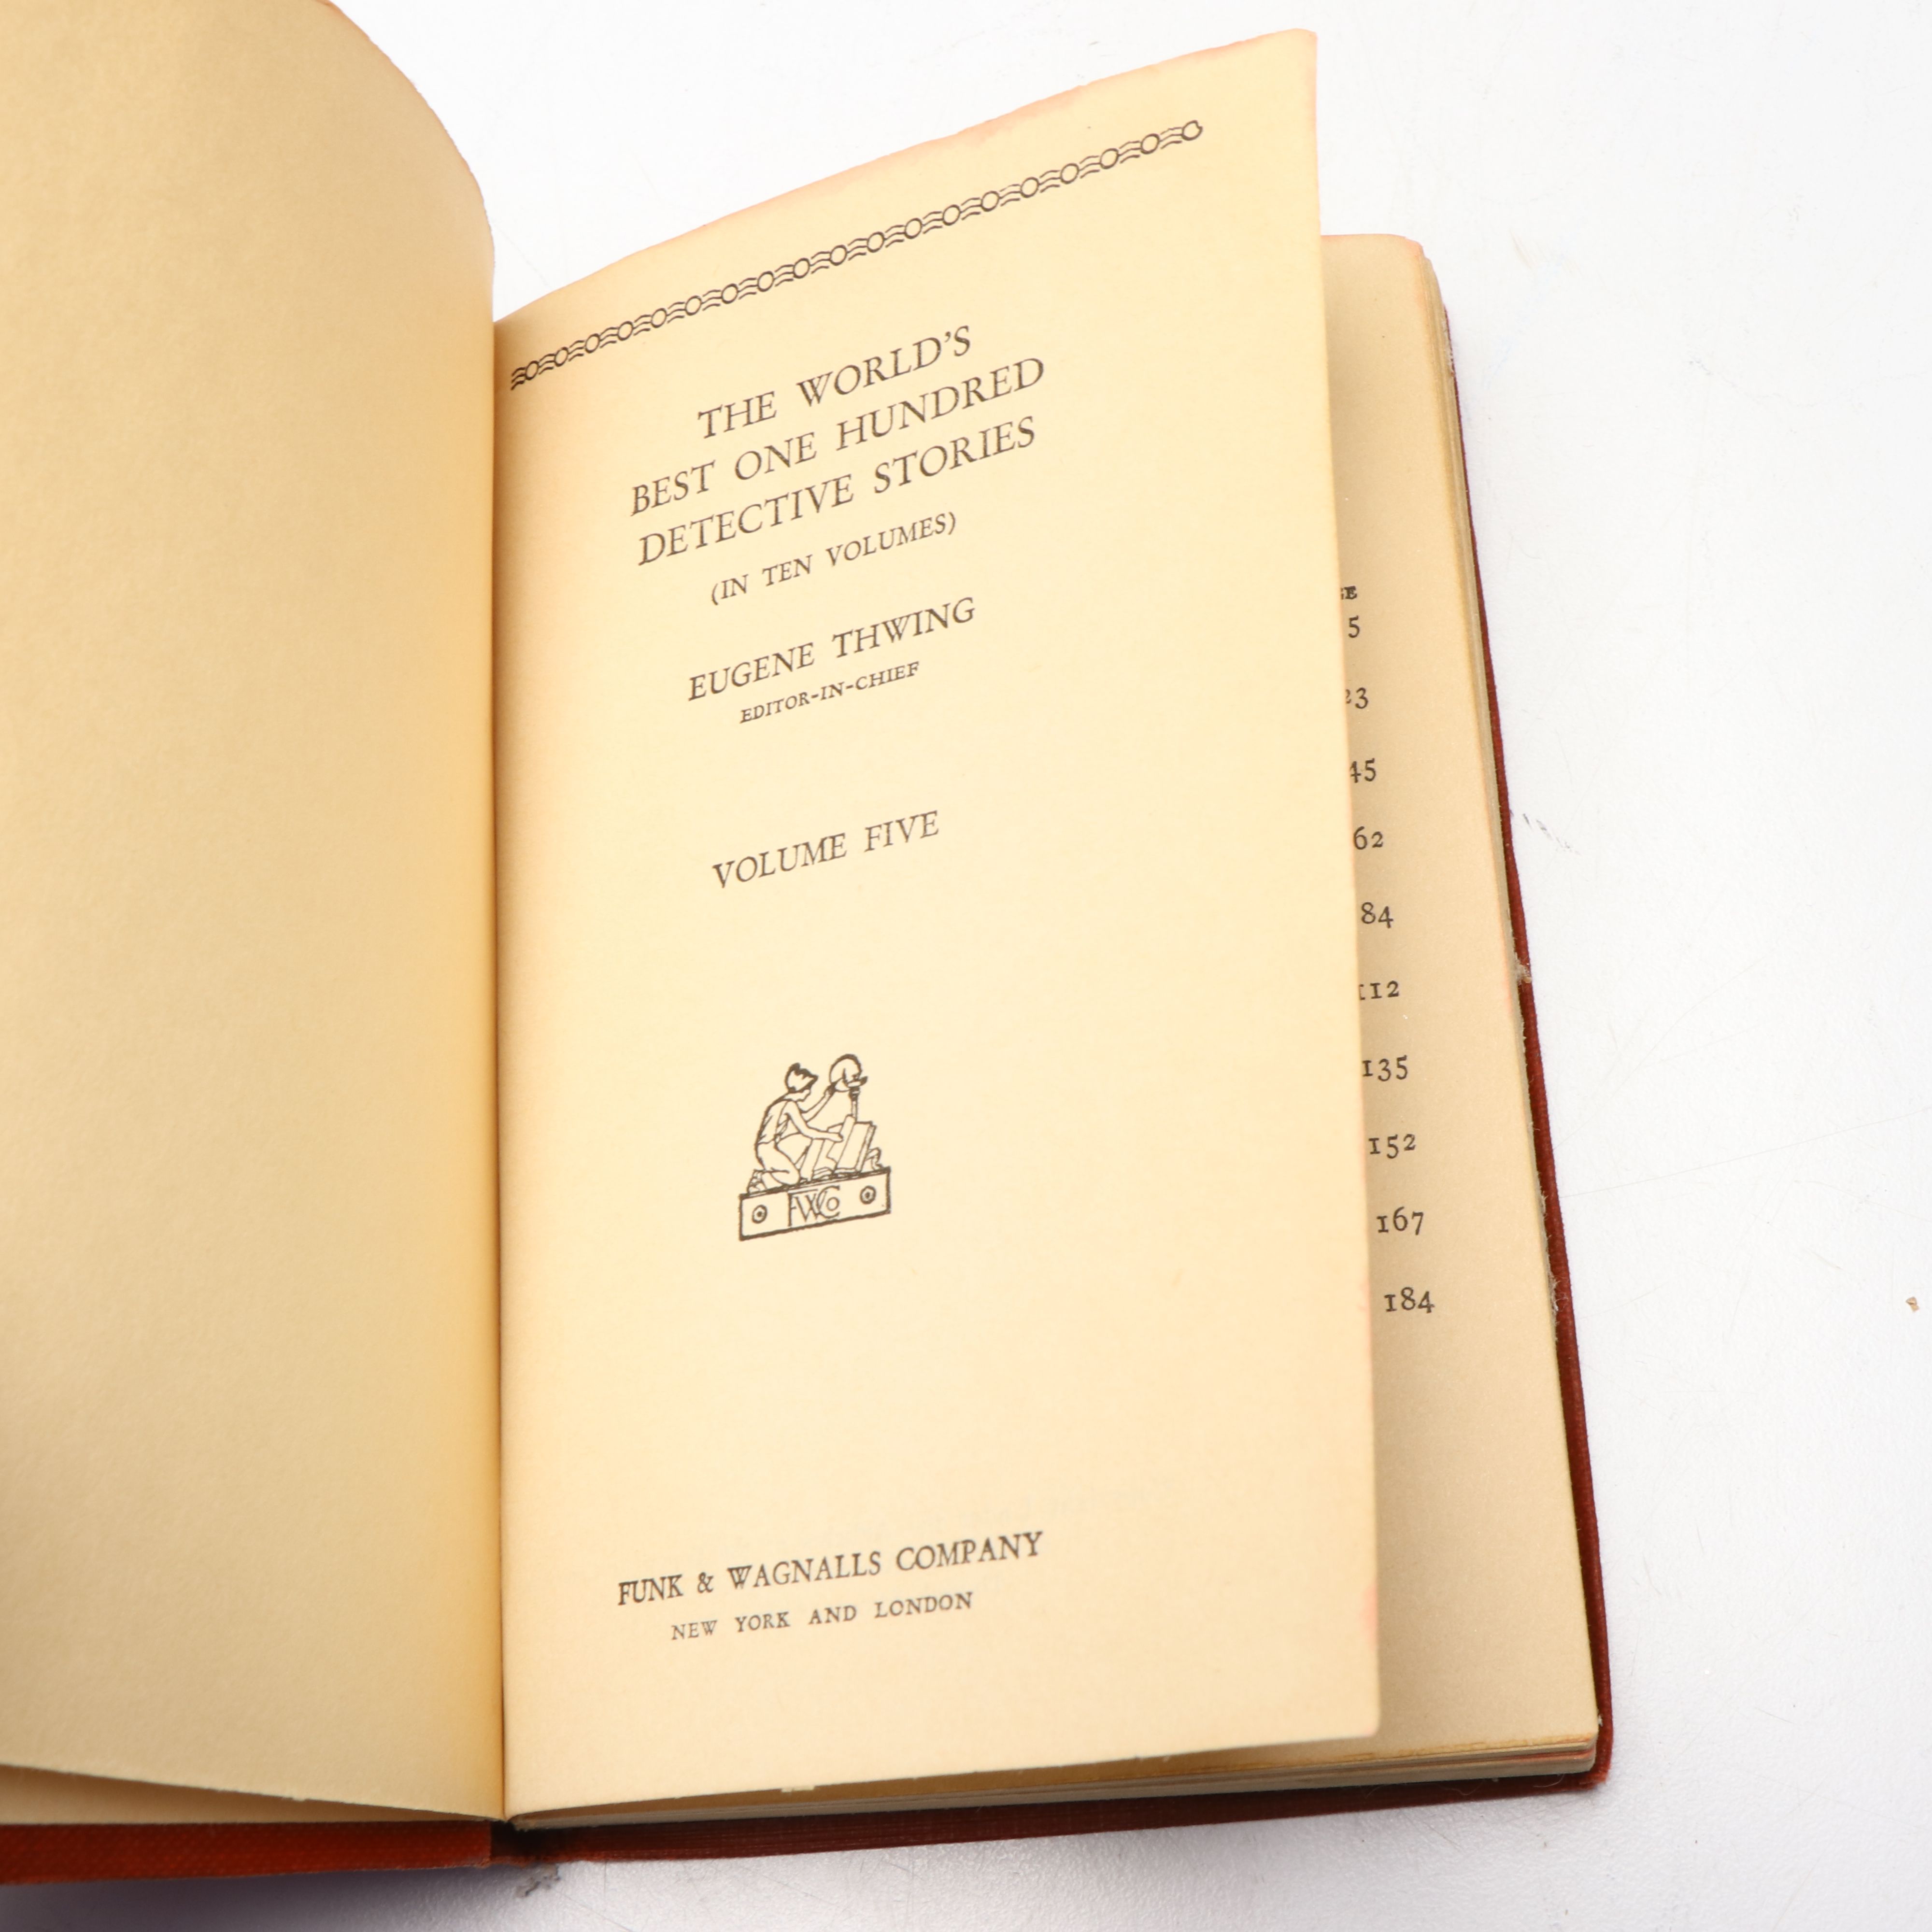 THE WORLD'S
BEST ONE HUNDRED
DETECTIVE STORIES
(IN TEN VOLUMES)
EUGENE THWING
EDITOR-IN-CHIEF
VOLUME FIVE
FWCo
FUNK & WAGNALLS COMPANY
NEW YORK AND LONDON
5
23
45
62
84
112
135
152
167
184